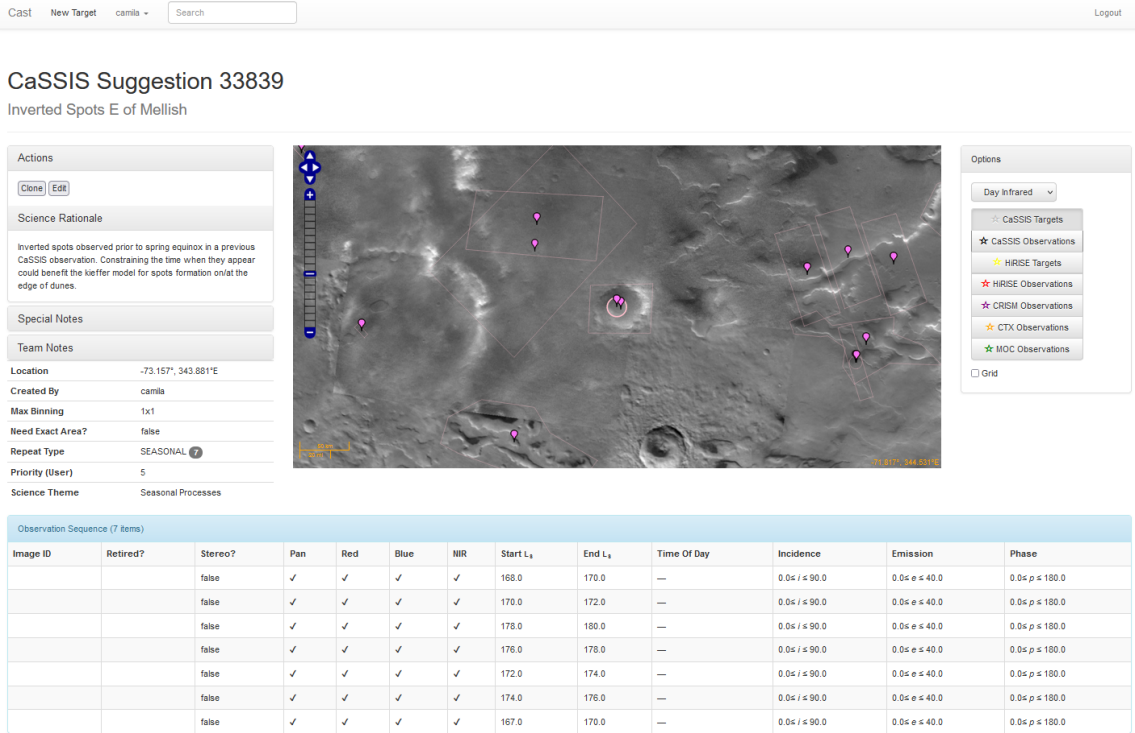 Cast New Target camila Search Logout
CaSSIS Suggestion 33839
Inverted Spots E of Mellish
Actions
Clone Edit
Science Rationale
Inverted spots observed prior to spring equinox in a previous
CaSSIS observation. Constraining the time when they appear
could benefit the kieffer model for spots formation on/at the
edge of dunes.
Special Notes
Team Notes
Location -73.157°, 343.881°E
Created By camila
Max Binning 1x1
Need Exact Area? false
Repeat Type SEASONAL 7
Priority (User) 5
Science Theme Seasonal Processes
-71.817°, 344.531°E
Options
Day Infrared
CaSSIS Targets
CaSSIS Observations
HiRISE Targets
HiRISE Observations
CRISM Observations
CTX Observations
MOC Observations
Grid
Observation Sequence (7 items)
Image ID Retired? Stereo? Pan Red Blue NIR Start Ls End Ls Time Of Day Incidence Emission Phase
false ✓ ✓ ✓ ✓ 168.0 170.0 — 0.0≤ i ≤ 90.0 0.0≤ e ≤ 40.0 0.0≤ p ≤ 180.0
false ✓ ✓ ✓ ✓ 170.0 172.0 — 0.0≤ i ≤ 90.0 0.0≤ e ≤ 40.0 0.0≤ p ≤ 180.0
false ✓ ✓ ✓ ✓ 178.0 180.0 — 0.0≤ i ≤ 90.0 0.0≤ e ≤ 40.0 0.0≤ p ≤ 180.0
false ✓ ✓ ✓ ✓ 176.0 178.0 — 0.0≤ i ≤ 90.0 0.0≤ e ≤ 40.0 0.0≤ p ≤ 180.0
false ✓ ✓ ✓ ✓ 172.0 174.0 — 0.0≤ i ≤ 90.0 0.0≤ e ≤ 40.0 0.0≤ p ≤ 180.0
false ✓ ✓ ✓ ✓ 174.0 176.0 — 0.0≤ i ≤ 90.0 0.0≤ e ≤ 40.0 0.0≤ p ≤ 180.0
false ✓ ✓ ✓ ✓ 167.0 170.0 — 0.0≤ i ≤ 90.0 0.0≤ e ≤ 40.0 0.0≤ p ≤ 180.0